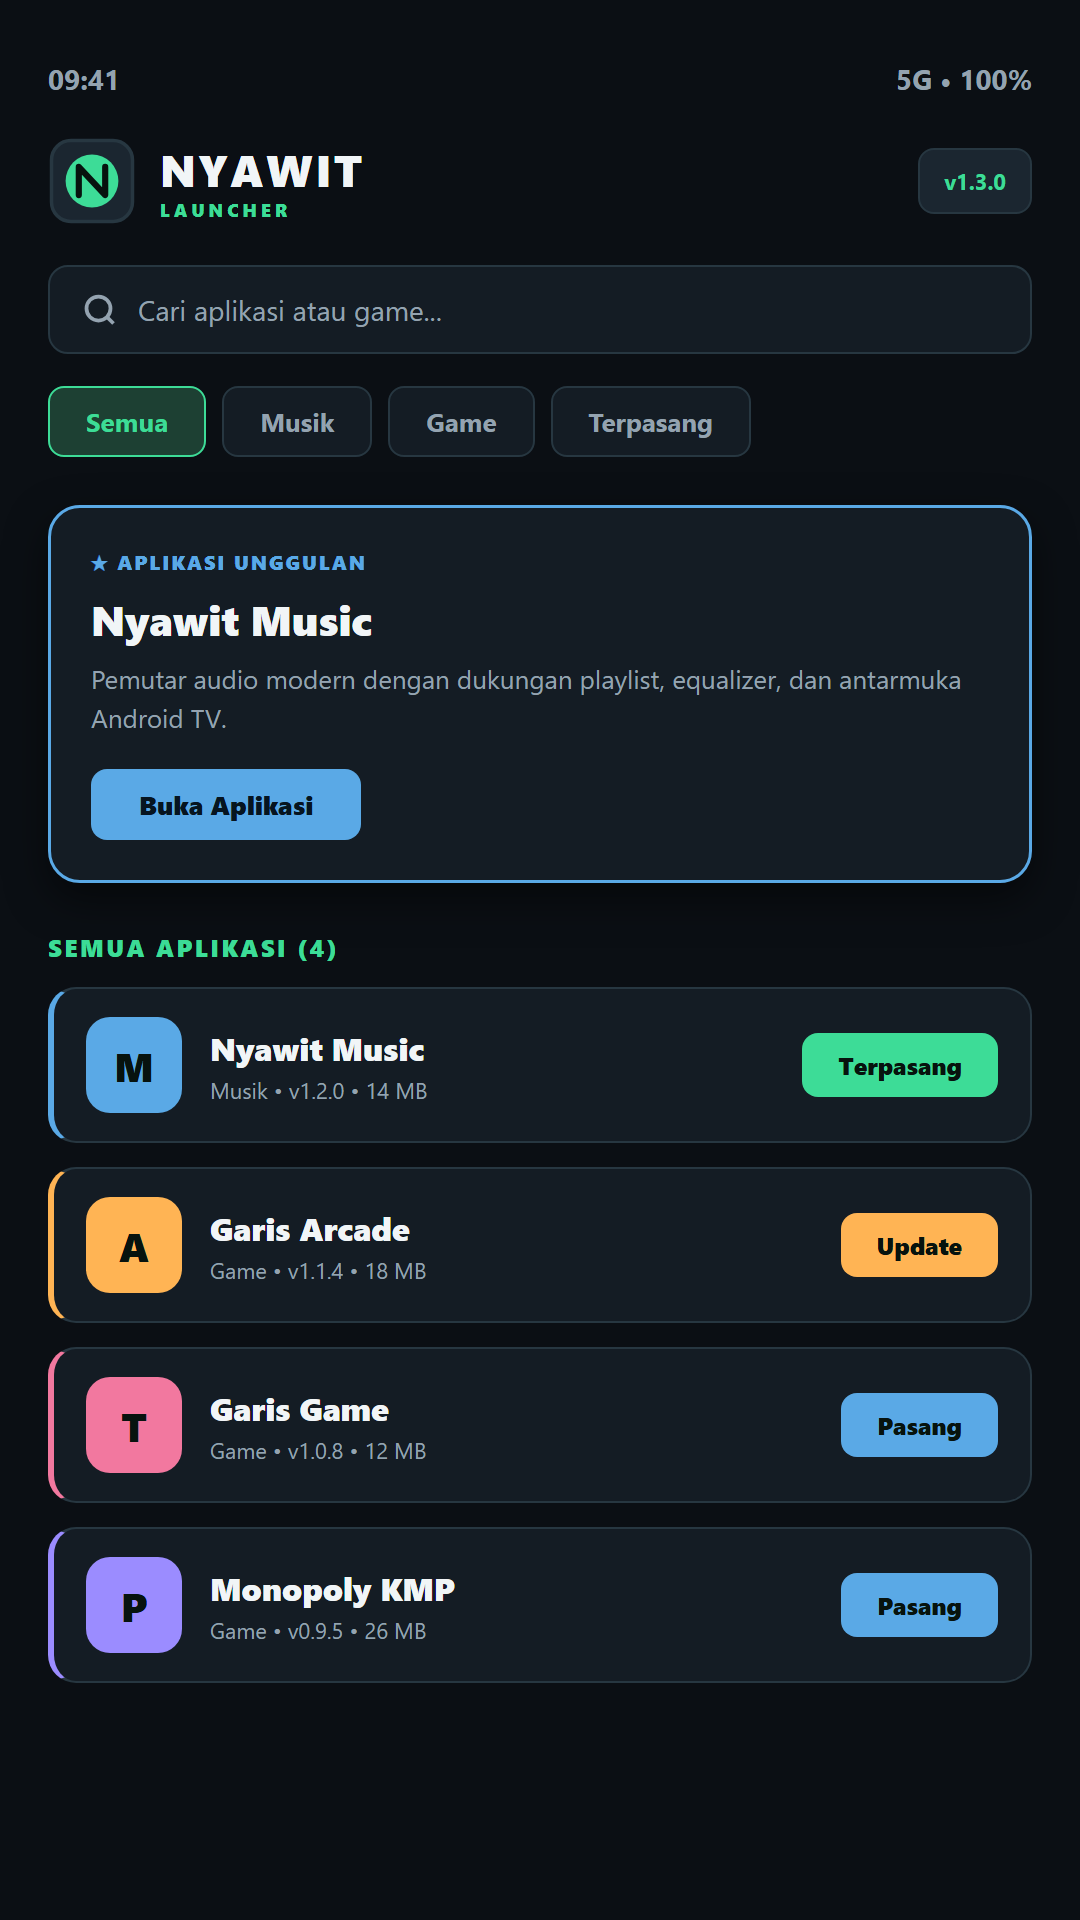 09:41
5G • 100%
N
NYAWIT
LAUNCHER
v1.3.0
Cari aplikasi atau game...
Semua
Musik
Game
Terpasang
★ APLIKASI UNGGULAN
Nyawit Music
Pemutar audio modern dengan dukungan playlist, equalizer, dan antarmuka
Android TV.
Buka Aplikasi
SEMUA APLIKASI (4)
M
Nyawit Music
Musik • v1.2.0 • 14 MB
Terpasang
A
Garis Arcade
Game • v1.1.4 • 18 MB
Update
T
Garis Game
Game • v1.0.8 • 12 MB
Pasang
P
Monopoly KMP
Game • v0.9.5 • 26 MB
Pasang